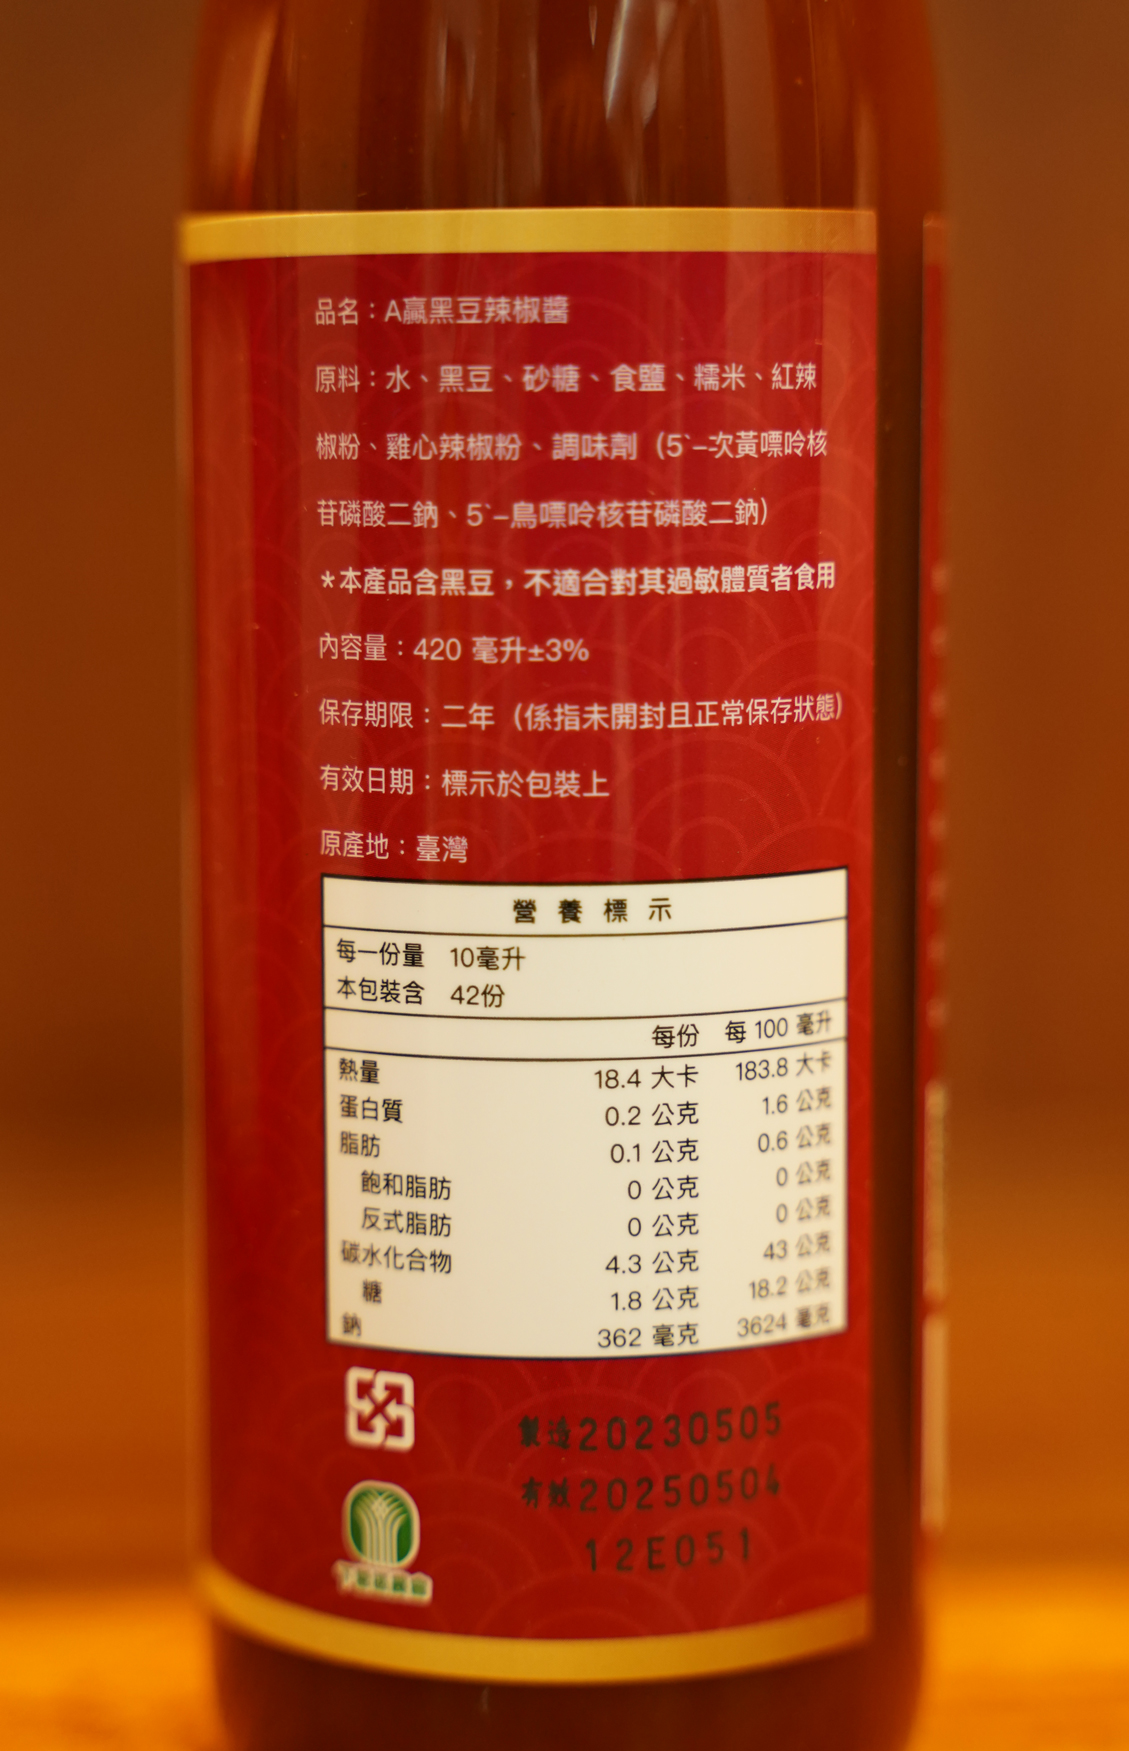 品名：A贏黑豆辣椒醬
原料：水、黑豆、砂糖、食鹽、糯米、紅辣
椒粉、雞心辣椒粉、調味劑（5`–次黃嘌呤核
苷磷酸二鈉、5`–鳥嘌呤核苷磷酸二鈉）
*本產品含黑豆，不適合對其過敏體質者食用
內容量：420 毫升±3%
保存期限：二年（係指未開封且正常保存狀態）
有效日期：標示於包裝上
原產地：臺灣
營養標示
每一份量 10毫升
本包裝含 42份
每份 每 100 毫升
熱量 18.4 大卡 183.8 大卡
蛋白質 0.2 公克 1.6 公克
脂肪 0.1 公克 0.6 公克
飽和脂肪 0 公克 0 公克
反式脂肪 0 公克 0 公克
碳水化合物 4.3 公克 43 公克
糖 1.8 公克 18.2 公克
鈉 362 毫克 3624 毫克
製造20230505
有效20250504
12E051